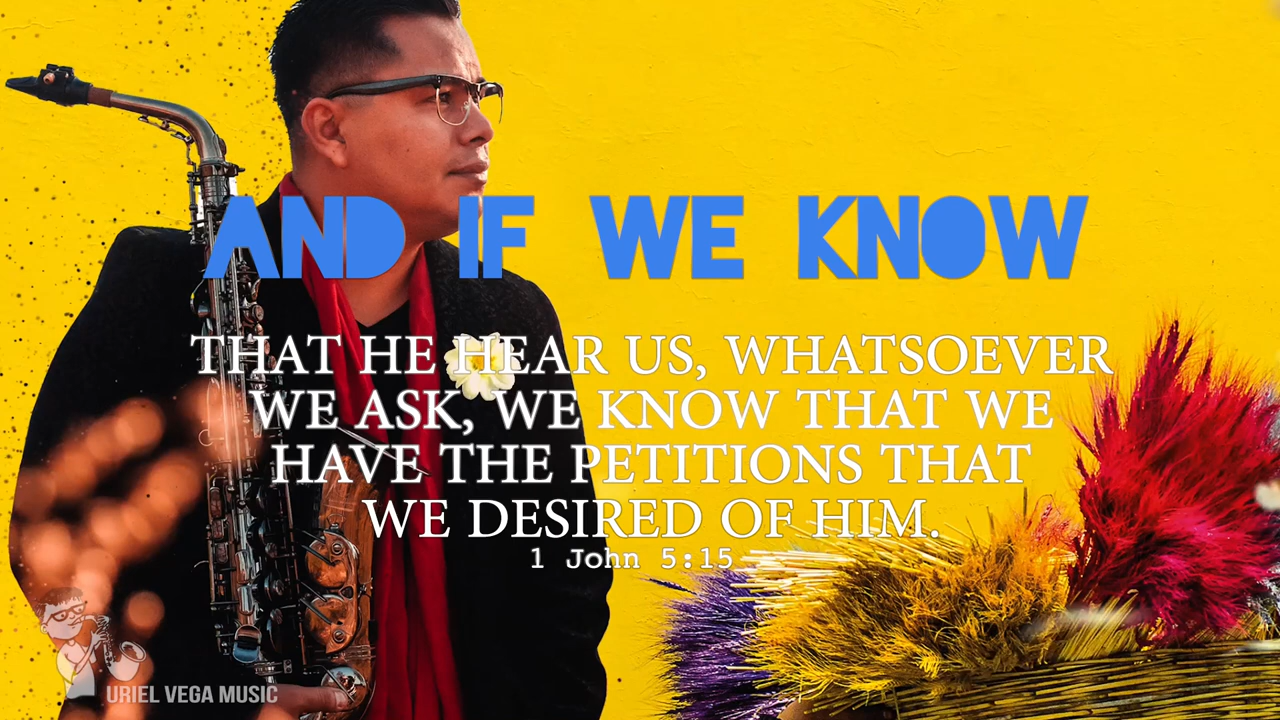 AND IF WE KNOW
THAT HE HEAR US, WHATSOEVER
WE ASK, WE KNOW THAT WE
HAVE THE PETITIONS THAT
WE DESIRED OF HIM.
1 John 5:15
URIEL VEGA MUSIC